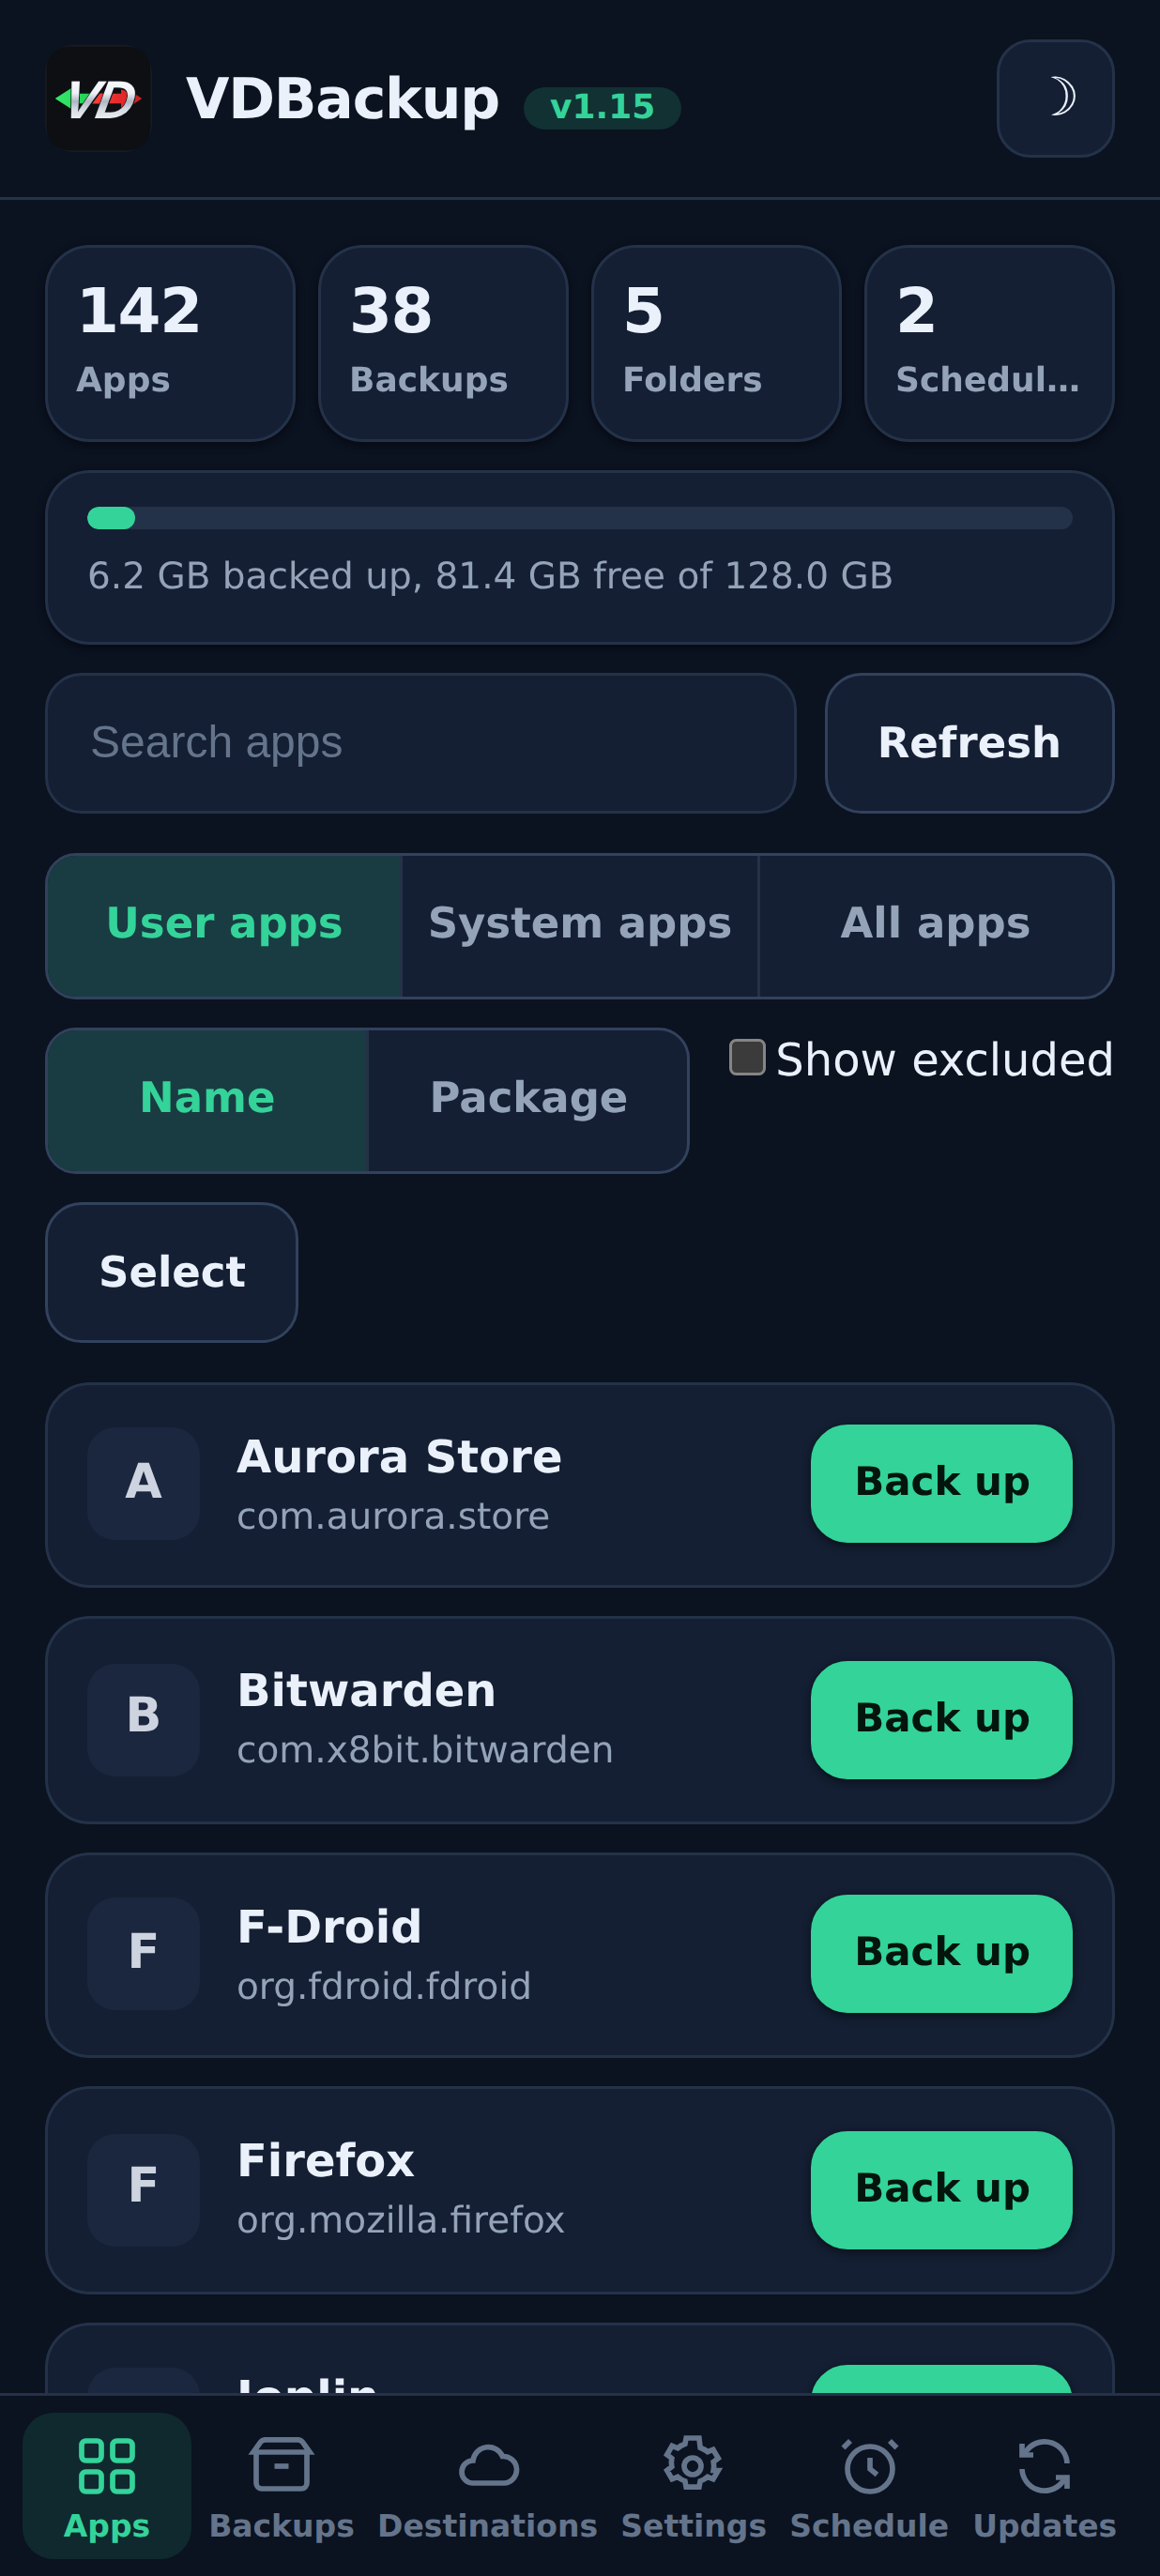 VD
VDBackup v1.15
142
Apps
38
Backups
5
Folders
2
Schedul...
6.2 GB backed up, 81.4 GB free of 128.0 GB
Search apps
Refresh
User apps
System apps
All apps
Name
Package
Show excluded
Select
A
Aurora Store
com.aurora.store
Back up
B
Bitwarden
com.x8bit.bitwarden
Back up
F
F-Droid
org.fdroid.fdroid
Back up
F
Firefox
org.mozilla.firefox
Back up
Joplin
Apps
Backups
Destinations
Settings
Schedule
Updates